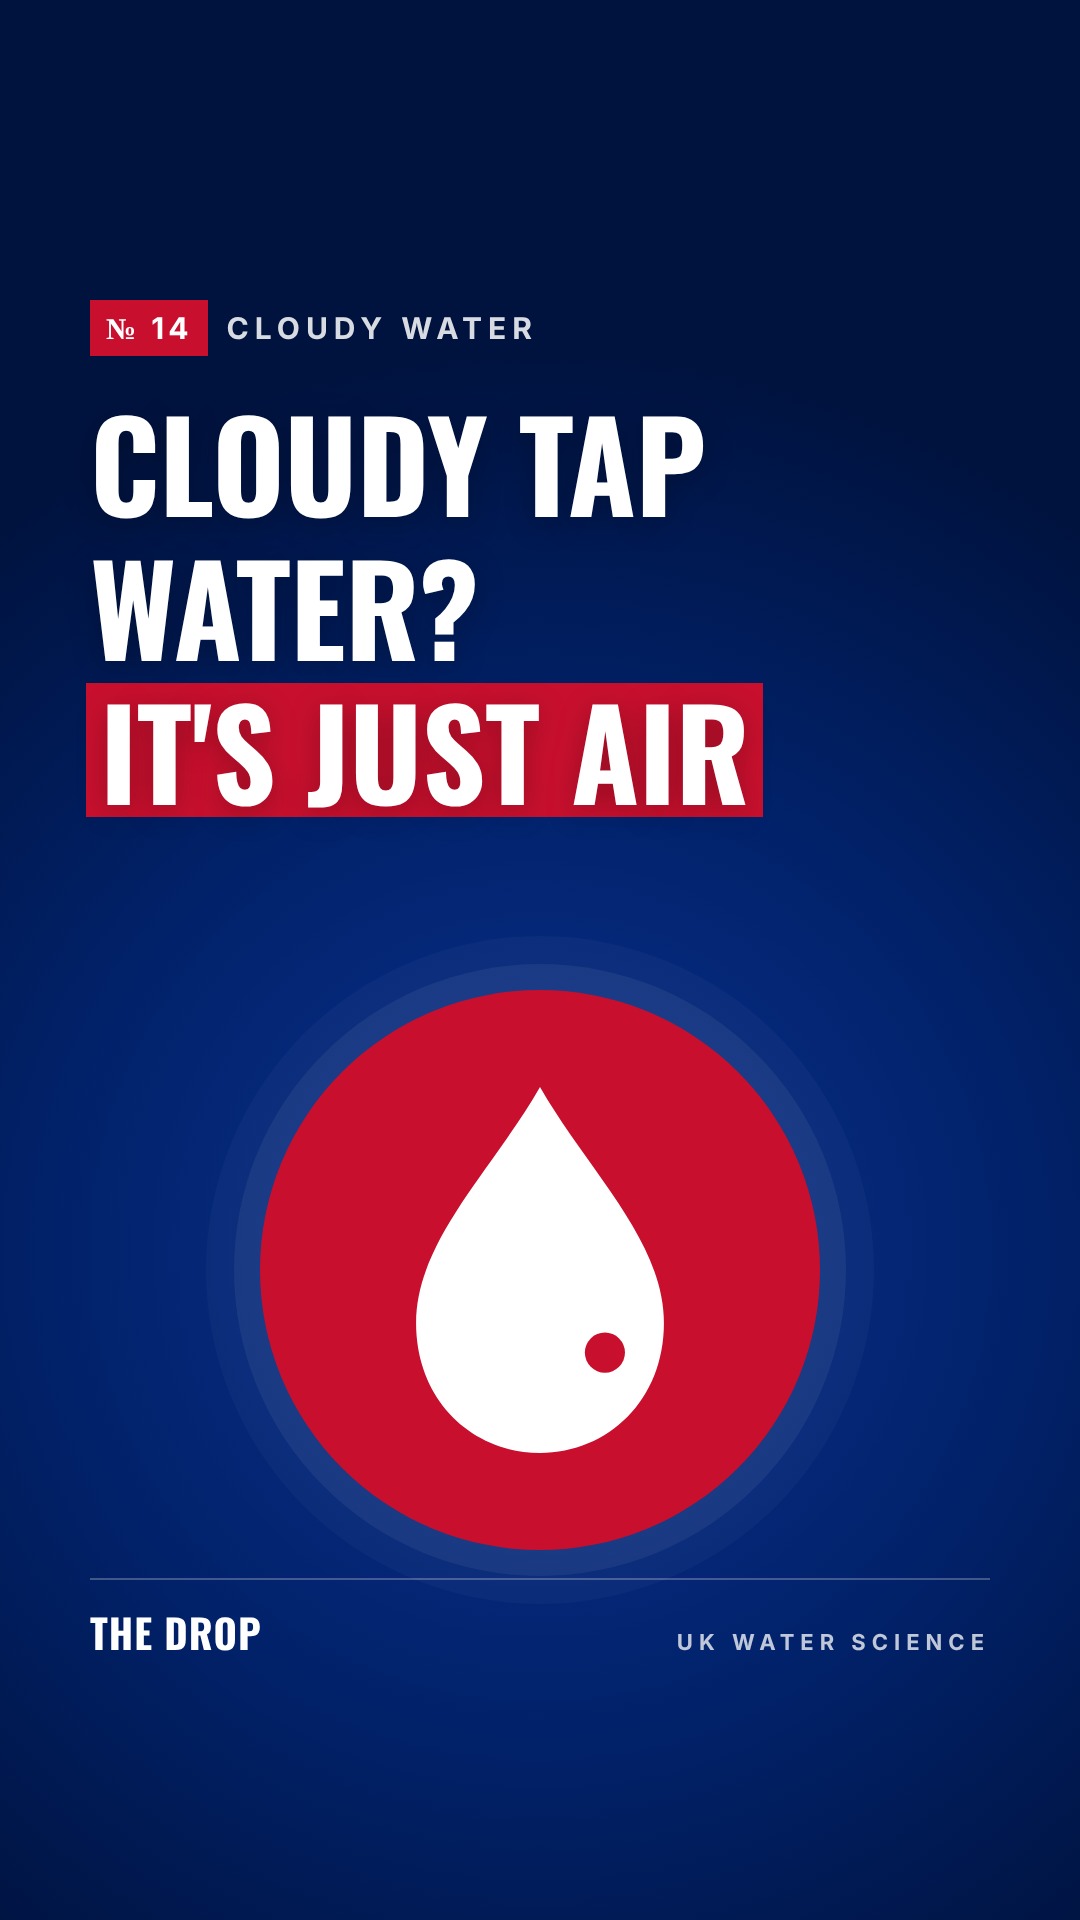 № 14 CLOUDY WATER
CLOUDY TAP
WATER?
IT'S JUST AIR
THE DROP
UK WATER SCIENCE